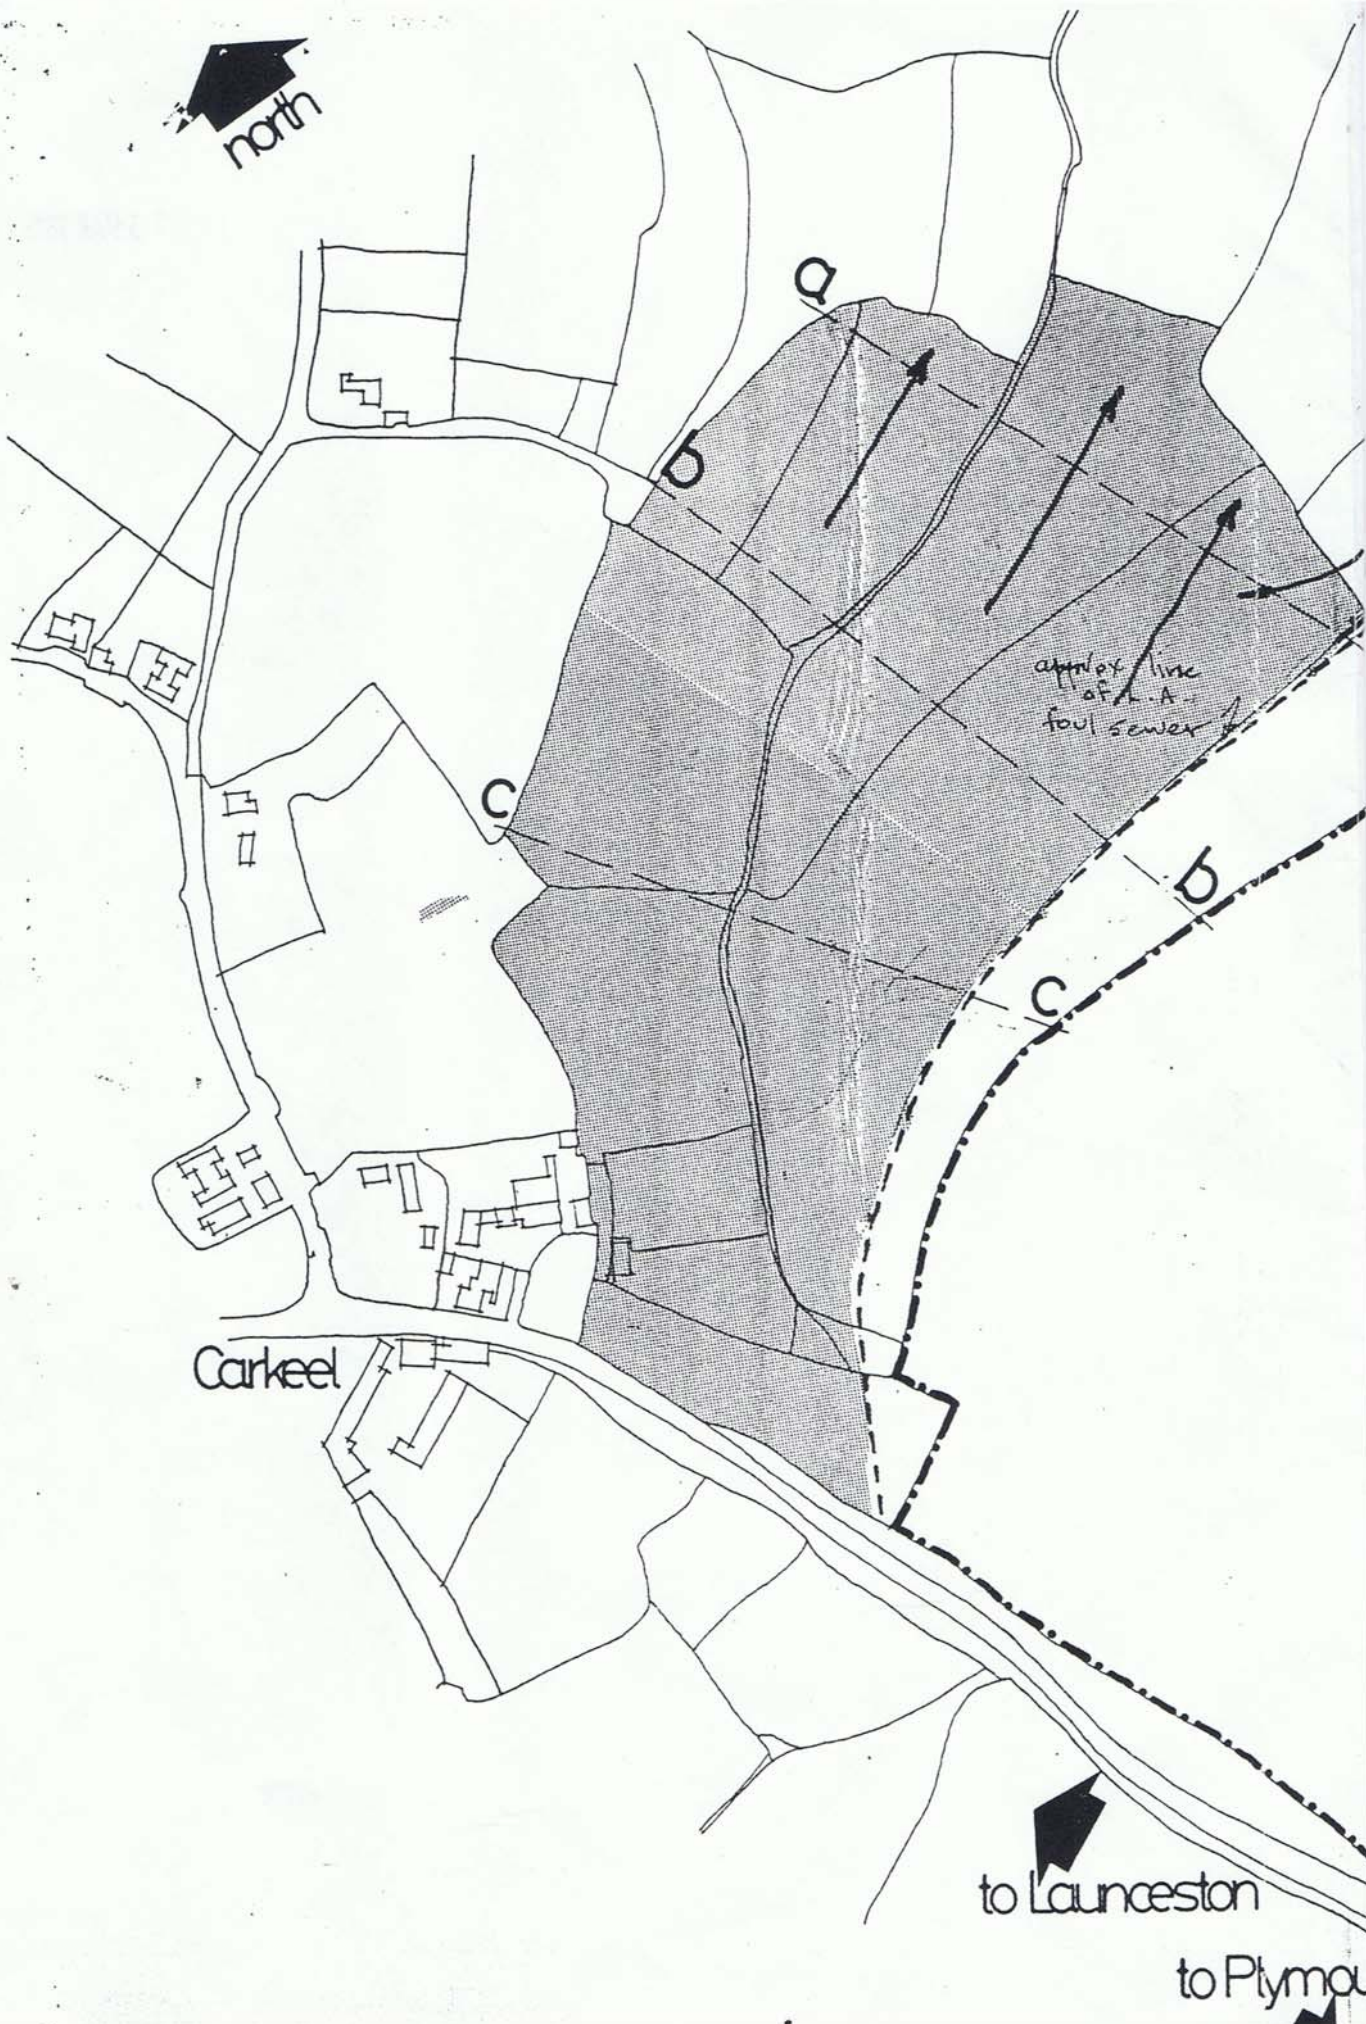 north
a
b
c
approx line
of L.A.
foul sewer
b
c
Carkeel
to Launceston
to Plymou